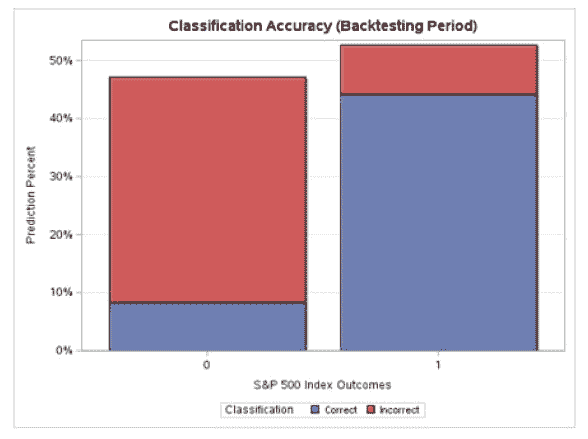 Classification Accuracy (Backtesting Period)
Prediction Percent
50%
40%
30%
20%
10%
0%
0 1
S&P 500 Index Outcomes
Classification Correct Incorrect